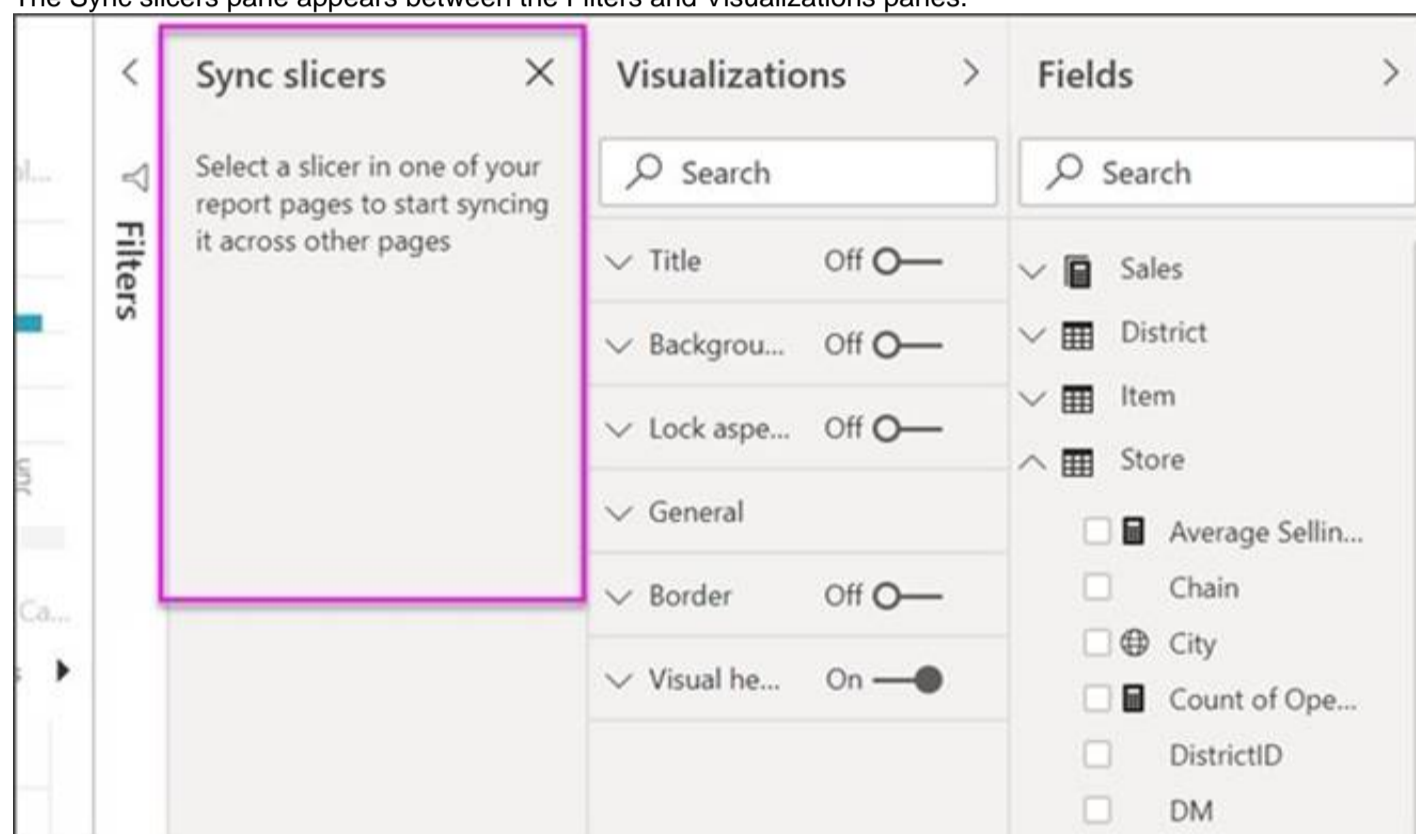 The Sync slicers pane appears between the Filters and Visualizations panes.
Filters
Sync slicers
Select a slicer in one of your
report pages to start syncing
it across other pages
Visualizations
Search
Title Off
Backgrou... Off
Lock aspe... Off
General
Border Off
Visual he... On
Fields
Search
Sales
District
Item
Store
Average Sellin...
Chain
City
Count of Ope...
DistrictID
DM
Ca...